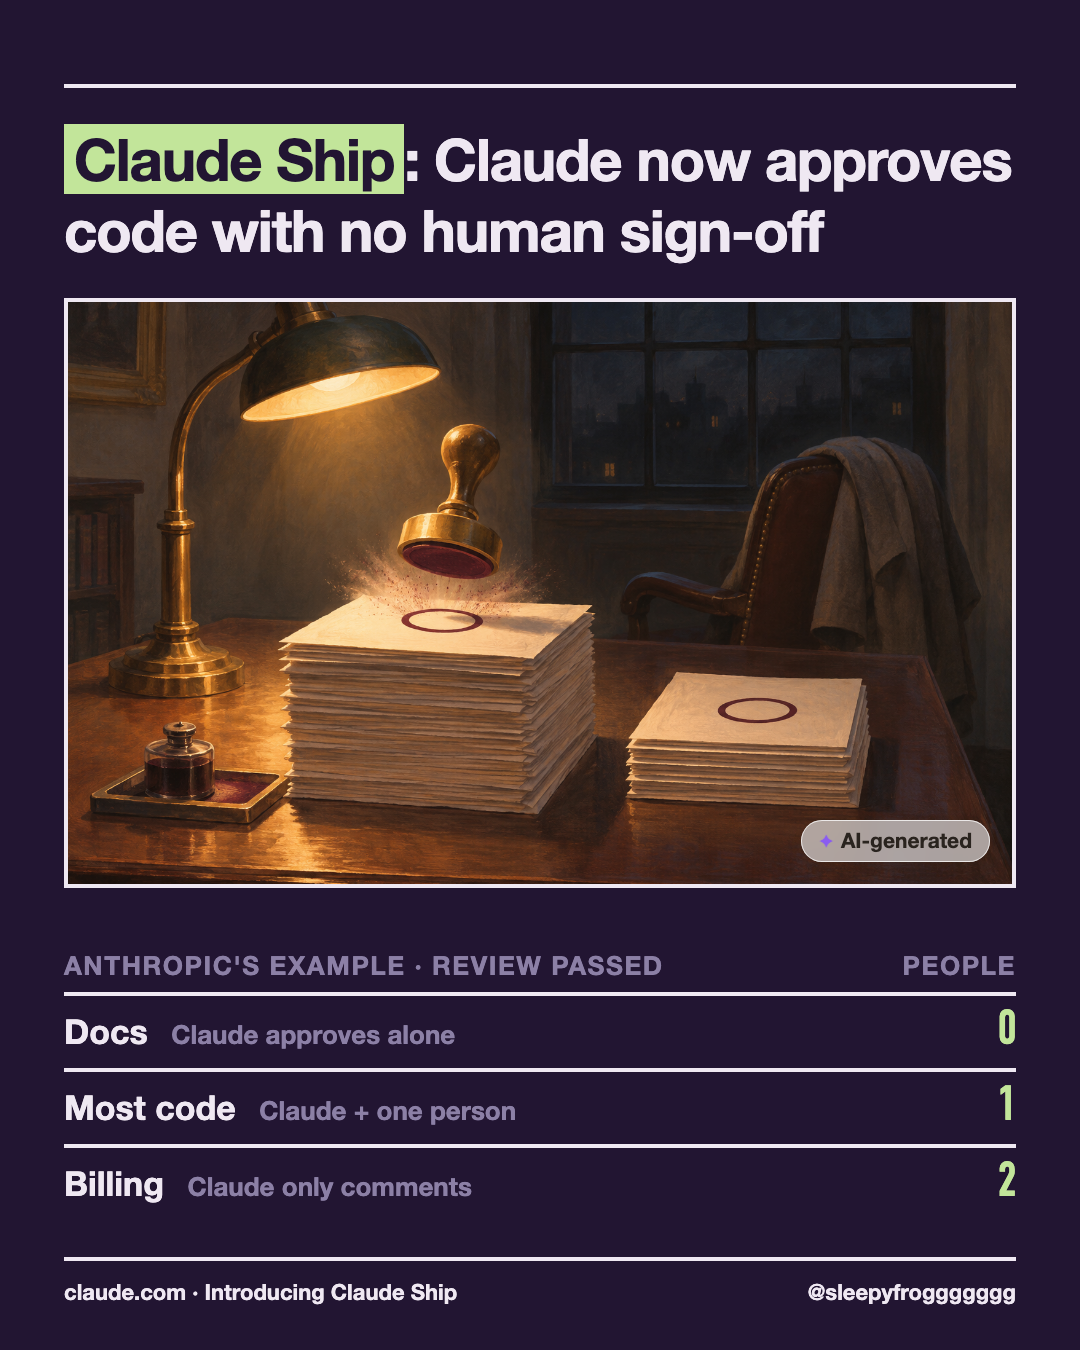 Claude Ship: Claude now approves
code with no human sign-off
AI-generated
ANTHROPIC'S EXAMPLE · REVIEW PASSED PEOPLE
Docs Claude approves alone 0
Most code Claude + one person 1
Billing Claude only comments 2
claude.com · Introducing Claude Ship @sleepyfrogggggggg